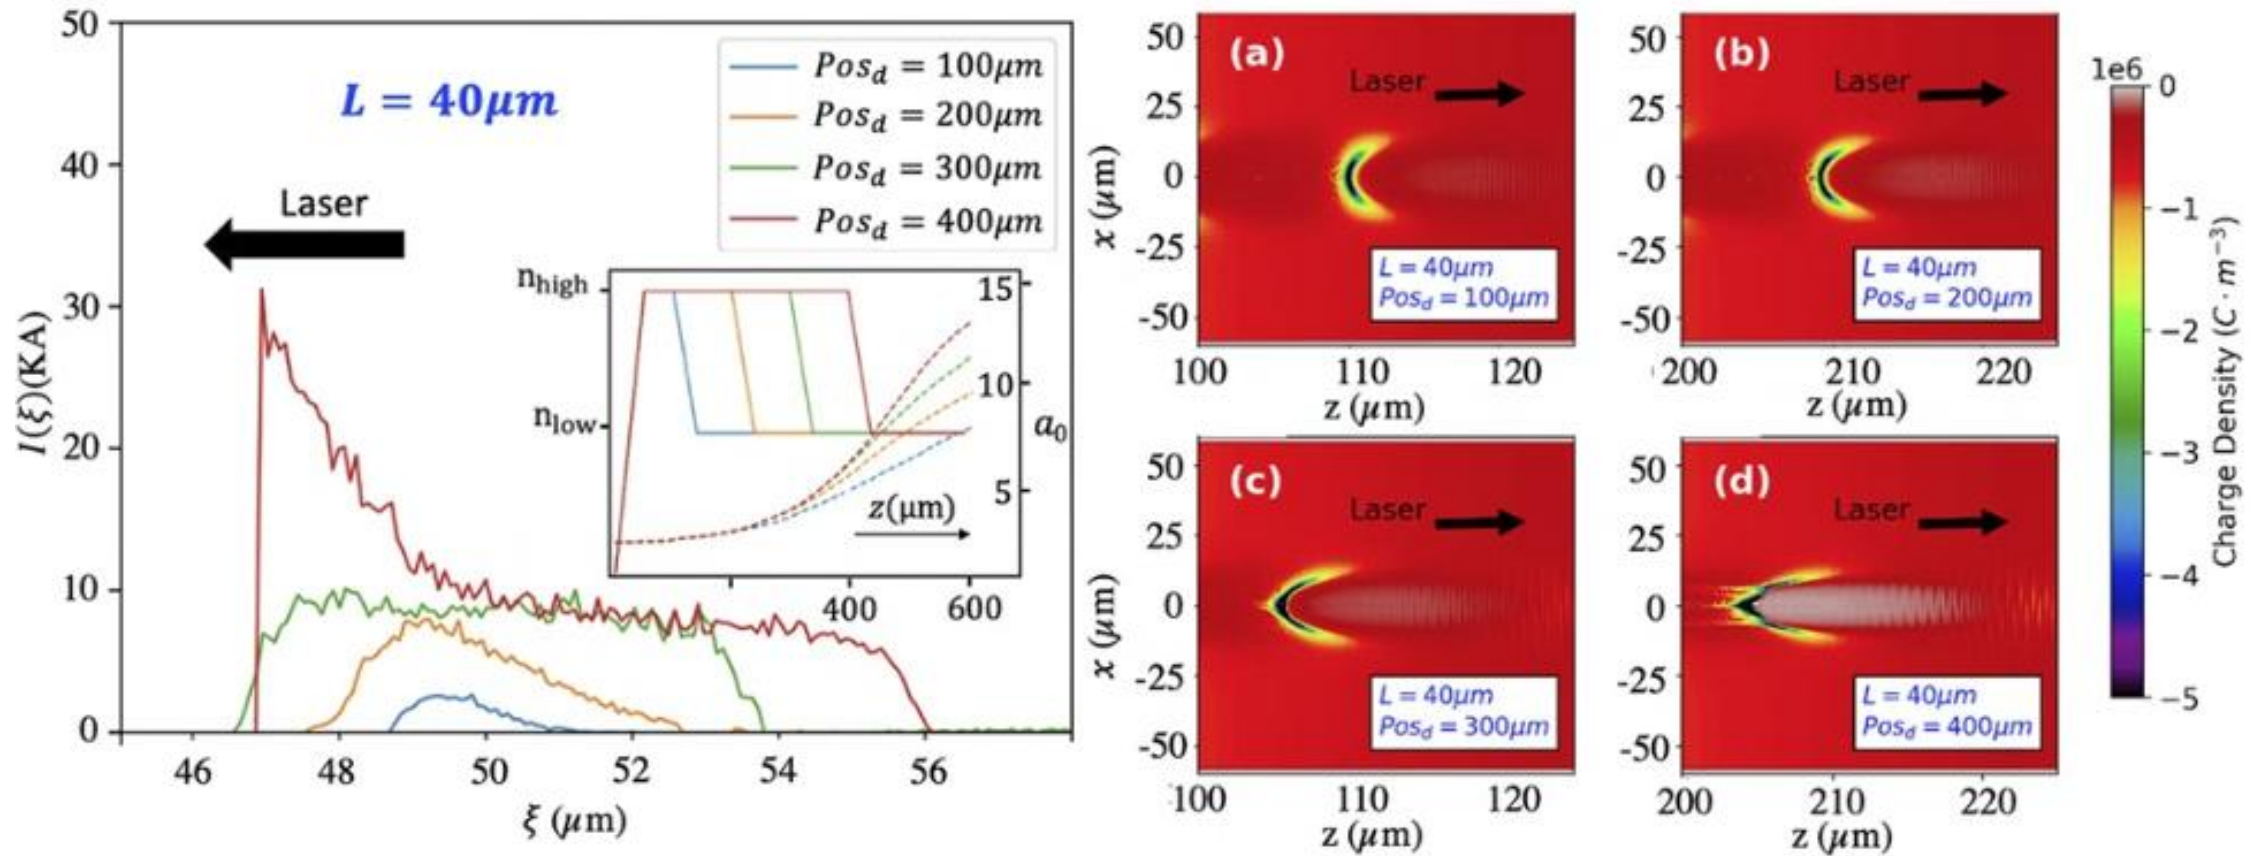 50
40
30
20
10
0
I(ξ)(KA)
L = 40μm
Laser
Pos_d = 100μm
Pos_d = 200μm
Pos_d = 300μm
Pos_d = 400μm
n_high
n_low
15
10
5
a_0
z(μm)
400
600
46
48
50
52
54
56
ξ (μm)
(a)
Laser
50
25
0
-25
-50
x (μm)
L = 40μm
Pos_d = 100μm
100
110
120
z (μm)
(b)
Laser
50
25
0
-25
-50
L = 40μm
Pos_d = 200μm
200
210
220
z (μm)
(c)
Laser
50
25
0
-25
-50
x (μm)
L = 40μm
Pos_d = 300μm
100
110
120
z (μm)
(d)
Laser
50
25
0
-25
-50
L = 40μm
Pos_d = 400μm
200
210
220
z (μm)
1e6
0
−1
−2
−3
−4
−5
Charge Density (C · m⁻³)